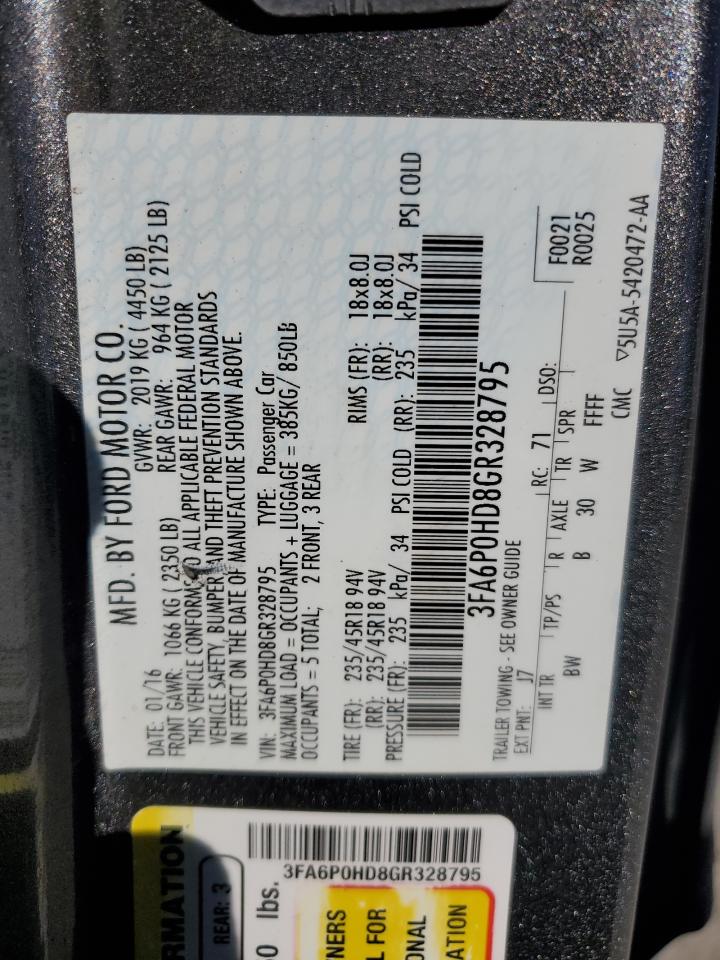 MFD. BY FORD MOTOR CO.
DATE: 01/16 GVWR: 2019 KG ( 4450 LB)
FRONT GAWR: 1066 KG ( 2350 LB) REAR GAWR: 964 KG ( 2125 LB)
THIS VEHICLE CONFORMS ALL APPLICABLE FEDERAL MOTOR
VEHICLE SAFETY, BUMPER, AND THEFT PREVENTION STANDARDS
IN EFFECT ON THE DATE OF MANUFACTURE SHOWN ABOVE.
VIN: 3FA6P0HD8GR328795 TYPE: Passenger Car
MAXIMUM LOAD = OCCUPANTS + LUGGAGE = 385KG/ 850LB
OCCUPANTS = 5 TOTAL; 2 FRONT, 3 REAR
TIRE (FR): 235/45R18 94V RIMS (FR): 18x8.0J
(RR): 235/45R18 94V (RR): 18x8.0J
PRESSURE (FR): 235 kPa/ 34 PSI COLD (RR): 235 kPa/ 34 PSI COLD
3FA6P0HD8GR328795
TRAILER TOWING - SEE OWNER GUIDE
F0021
R0025
EXT PNT: J7 RC: 71 DSO:
INT TR TP/PS R AXLE TR SPR
BW B 30 W FFFF
CMC ▽5U5A-5420472-AA
RMATION
REAR: 3
lbs.
3FA6P0HD8GR328795
NERS
L FOR
ONAL
ATION